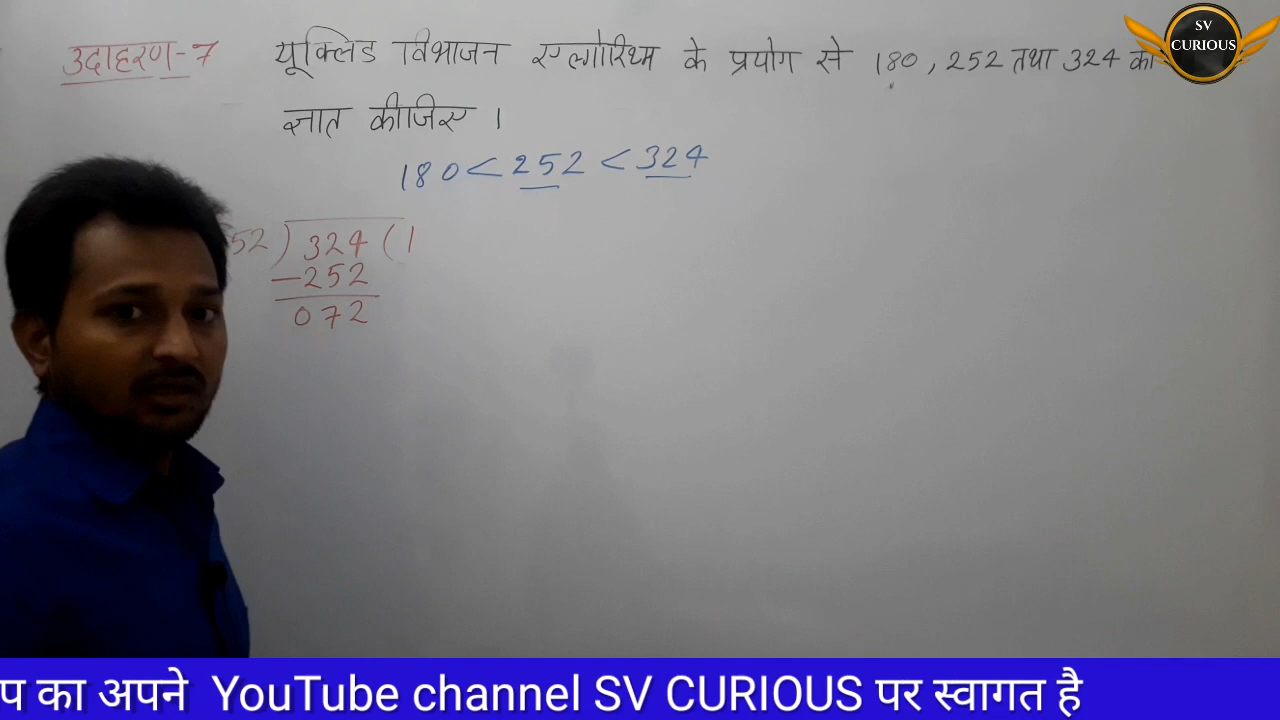 उदाहरण-7 यूक्लिड विभाजन एल्गोरिथ्म के प्रयोग से 180, 252 तथा 324 का
ज्ञात कीजिए ।
180 < 252 < 324
52 ) 324 ( 1
-252
072
SV
CURIOUS
प का अपने YouTube channel SV CURIOUS पर स्वागत है